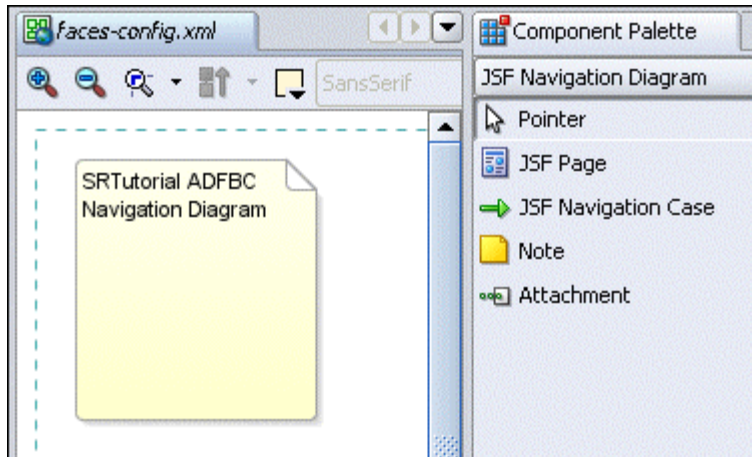 faces-config.xml
SansSerif
SRTutorial ADFBC
Navigation Diagram
Component Palette
JSF Navigation Diagram
Pointer
JSF Page
JSF Navigation Case
Note
Attachment